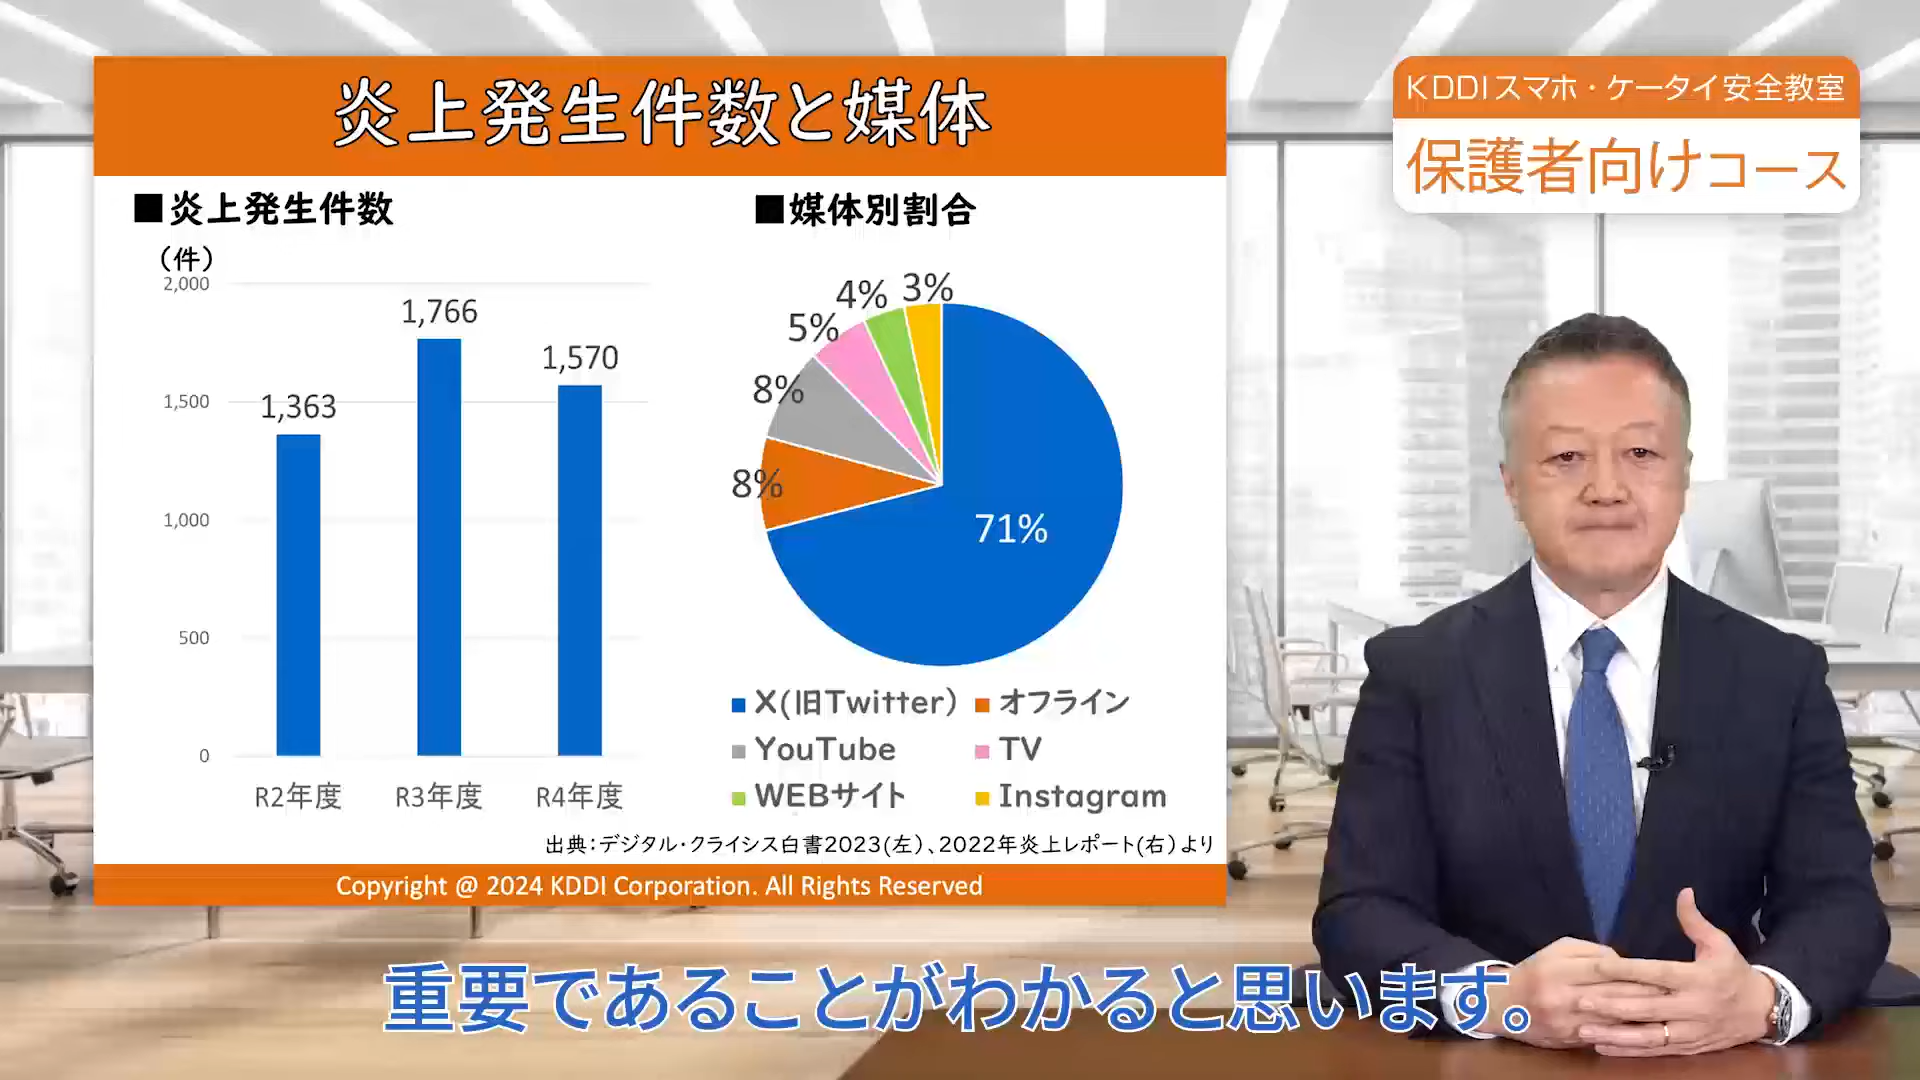 炎上発生件数と媒体
KDDIスマホ・ケータイ安全教室
保護者向けコース
■炎上発生件数
(件)
2,000
1,500
1,000
500
0
1,363
1,766
1,570
R2年度 R3年度 R4年度
■媒体別割合
3%
4%
5%
8%
8%
71%
X(旧Twitter) オフライン
YouTube TV
WEBサイト Instagram
出典:デジタル・クライシス白書2023(左)、2022年炎上レポート(右)より
Copyright @ 2024 KDDI Corporation. All Rights Reserved
重要であることがわかると思います。